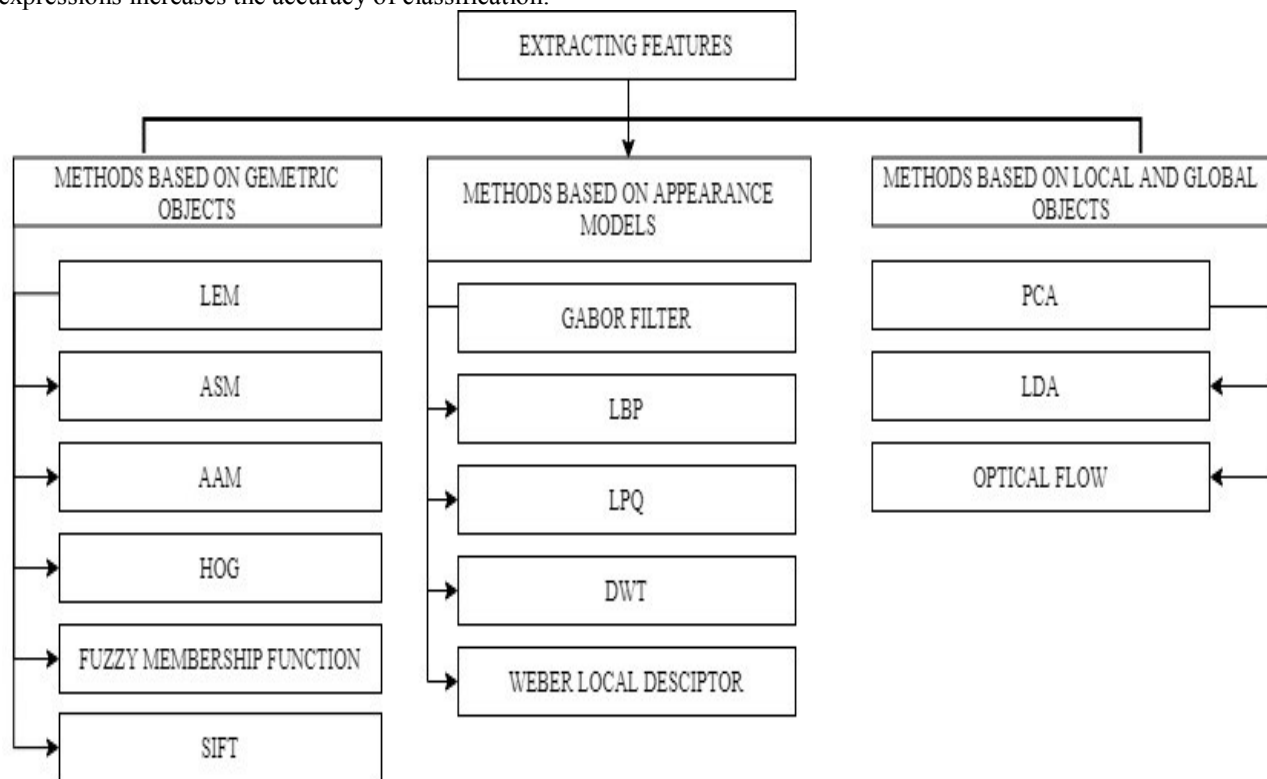 expressions increases the accuracy of classification.
EXTRACTING FEATURES
METHODS BASED ON GEMETRIC
OBJECTS
LEM
ASM
AAM
HOG
FUZZY MEMBERSHIP FUNCTION
SIFT
METHODS BASED ON APPEARANCE
MODELS
GABOR FILTER
LBP
LPQ
DWT
WEBER LOCAL DESCIPTOR
METHODS BASED ON LOCAL AND GLOBAL
OBJECTS
PCA
LDA
OPTICAL FLOW